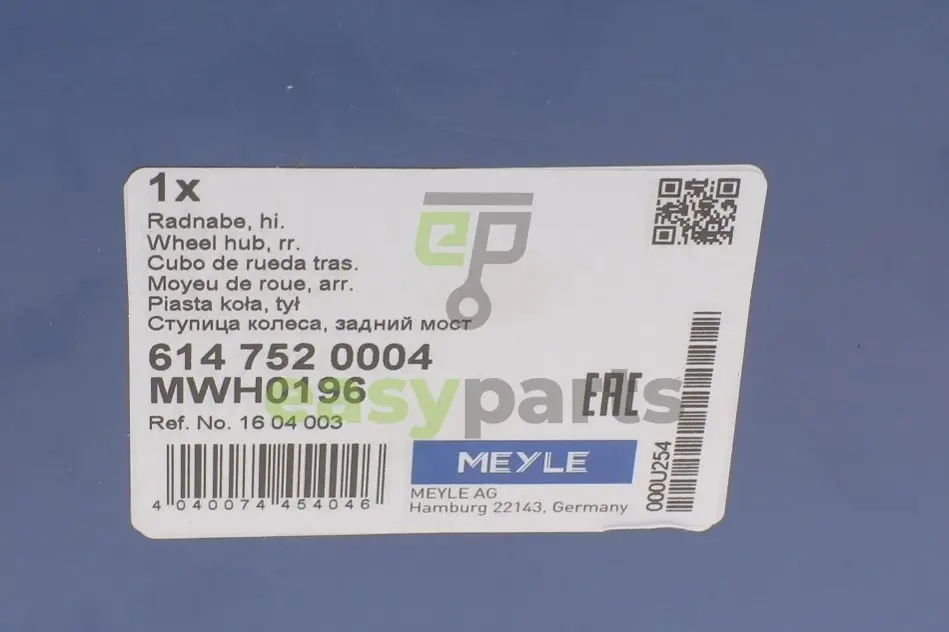 1x
Radnabe, hi.
Wheel hub, rr.
Cubo de rueda tras.
Moyeu de roue, arr.
Piasta koła, tył
Ступица колеса, задний мост
614 752 0004
MWH0196
Ref. No. 16 04 003
4 040074 454046
ep
easyparts
EAC
MEYLE
MEYLE AG
Hamburg 22143, Germany
000U254